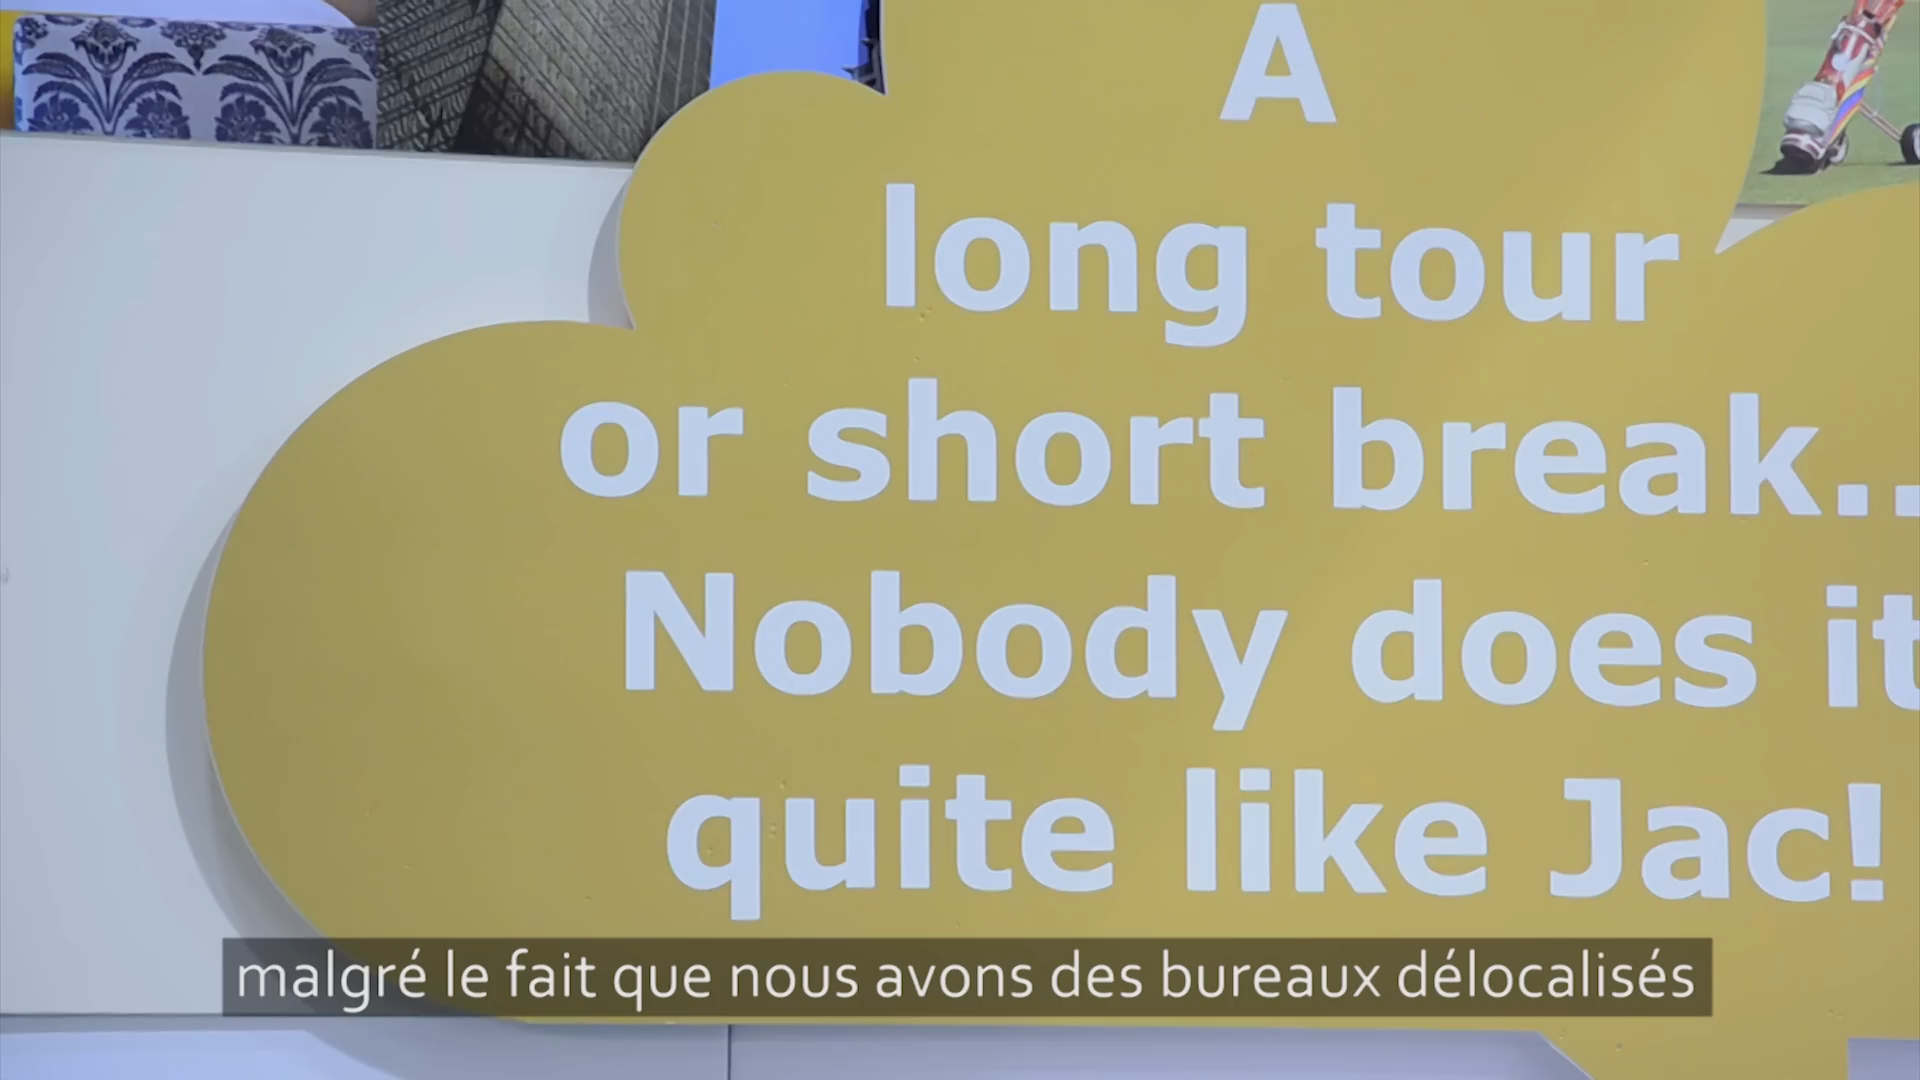 A
long tour
or short break..
Nobody does it
quite like Jac!
malgré le fait que nous avons des bureaux délocalisés